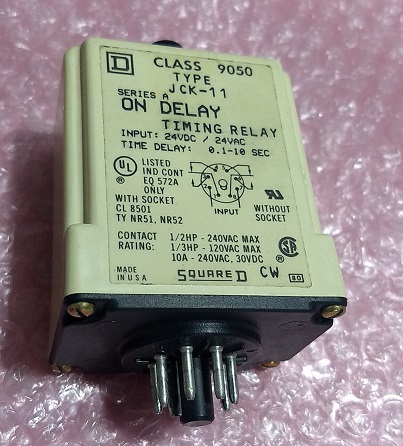 D CLASS 9050
TYPE
JCK-11
SERIES A
ON DELAY
TIMING RELAY
INPUT: 24VDC / 24VAC
TIME DELAY: 0.1-10 SEC
UL LISTED
IND CONT
® EQ 572A
ONLY
WITH SOCKET
CL 8501
TY NR51, NR52
INPUT
WITHOUT
SOCKET
CONTACT 1/2HP - 240VAC MAX
RATING: 1/3HP - 120VAC MAX
10A - 240VAC, 30VDC
MADE
IN USA
SQUARE D CW 80